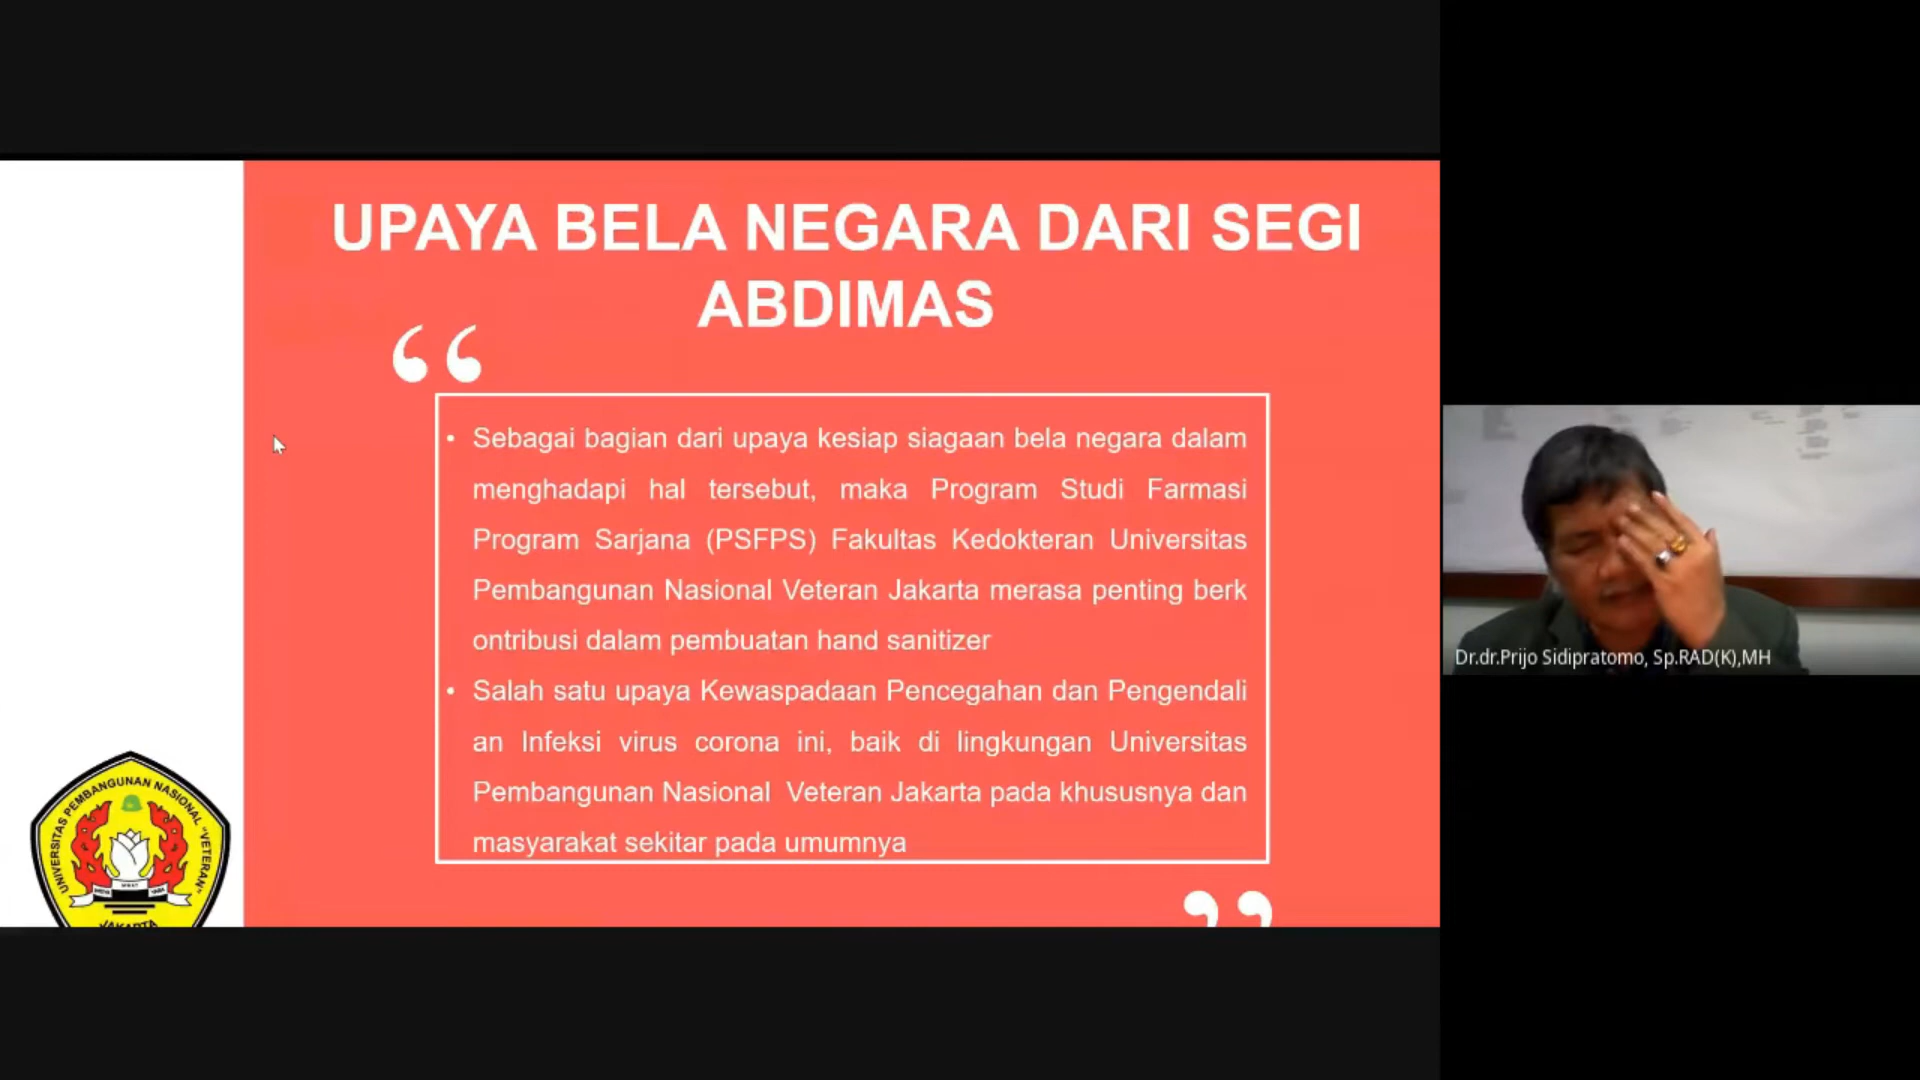 UPAYA BELA NEGARA DARI SEGI
ABDIMAS
“
• Sebagai bagian dari upaya kesiap siagaan bela negara dalam
menghadapi hal tersebut, maka Program Studi Farmasi
Program Sarjana (PSFPS) Fakultas Kedokteran Universitas
Pembangunan Nasional Veteran Jakarta merasa penting berk
ontribusi dalam pembuatan hand sanitizer
• Salah satu upaya Kewaspadaan Pencegahan dan Pengendali
an Infeksi virus corona ini, baik di lingkungan Universitas
Pembangunan Nasional Veteran Jakarta pada khususnya dan
masyarakat sekitar pada umumnya
”
UNIVERSITAS PEMBANGUNAN NASIONAL "VETERAN"
JAKARTA
Dr.dr.Prijo Sidipratomo, Sp.RAD(K),MH